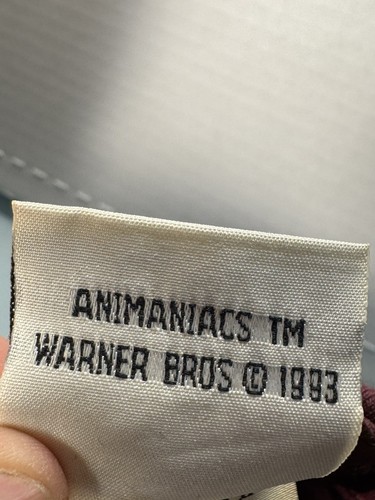 ANIMANIACS TM
WARNER BROS © 1993